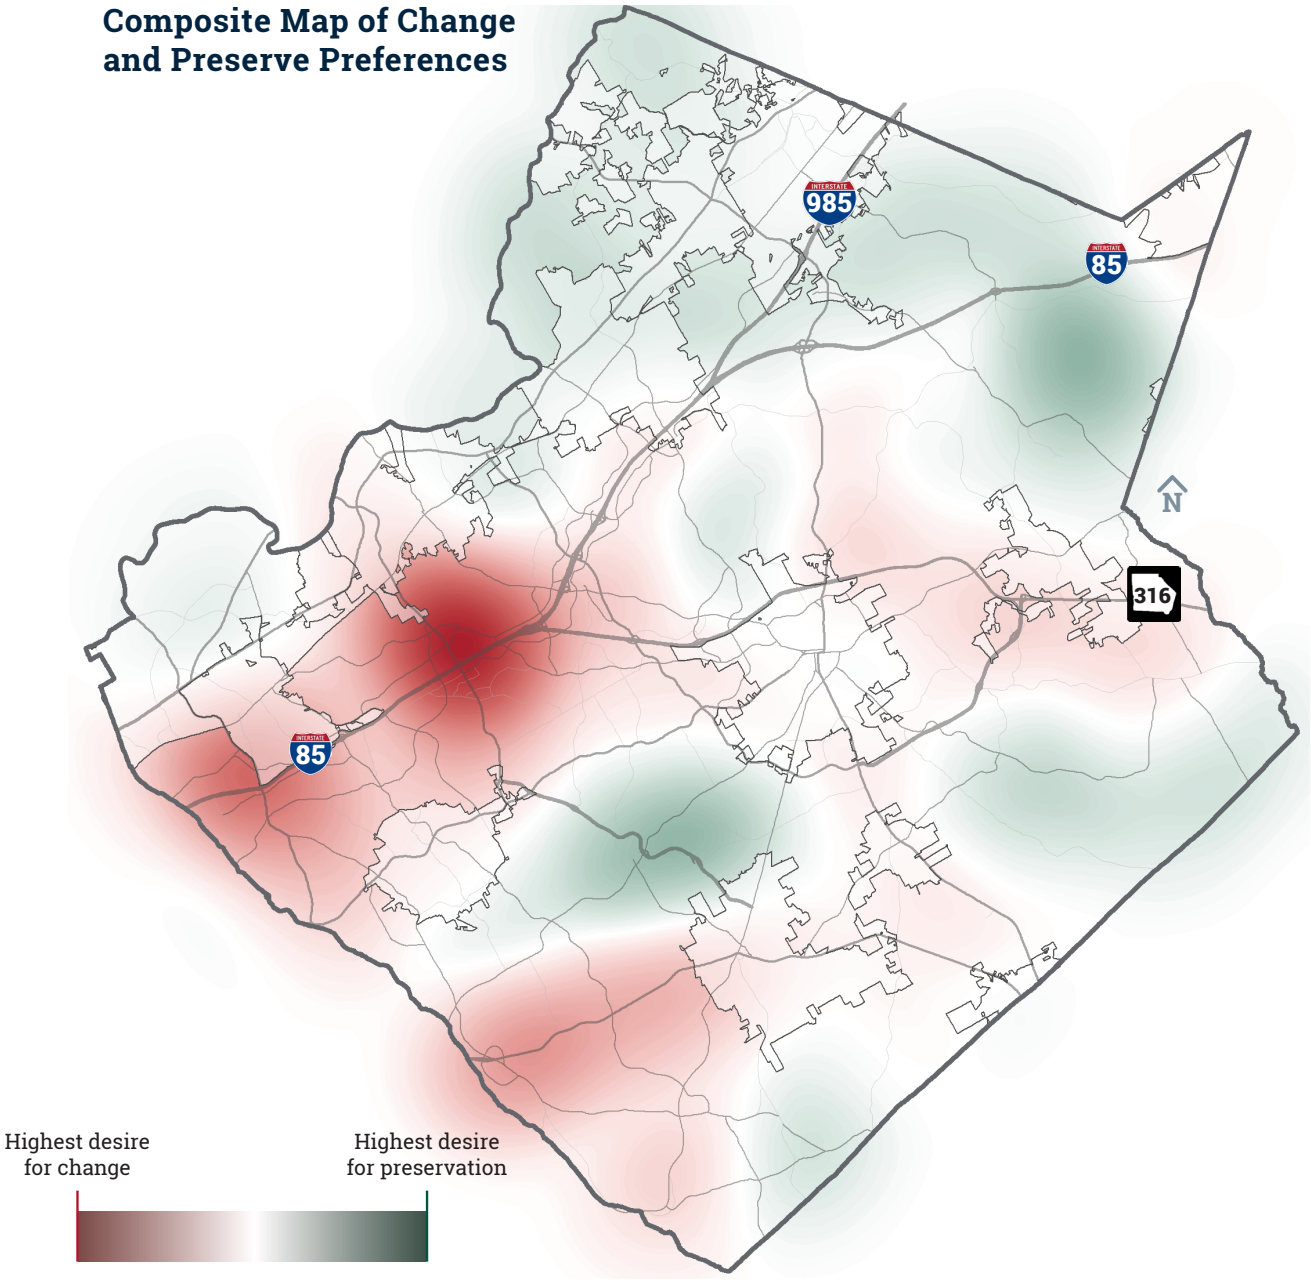 Composite Map of Change
and Preserve Preferences
INTERSTATE
985
INTERSTATE
85
N
316
INTERSTATE
85
Highest desire
for change
Highest desire
for preservation